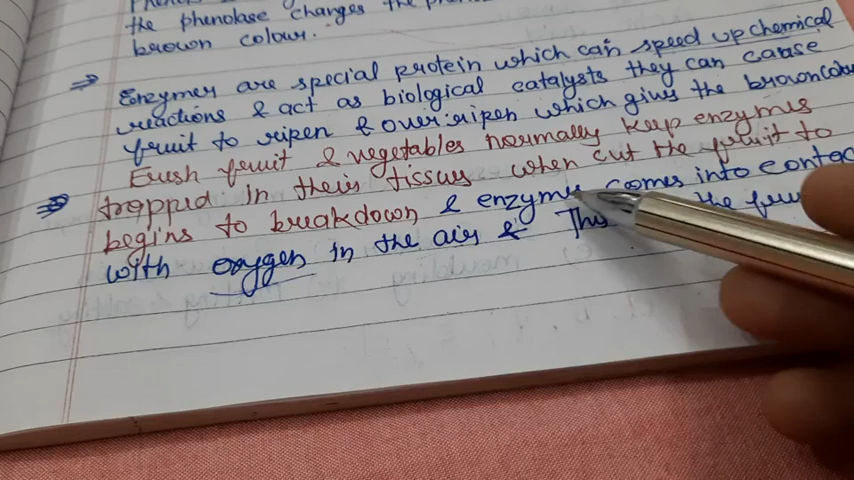 the phenolase changes the
brown colour.
⇒ Enzymes are special protein which can speed up chemical
reactions & act as biological catalysts they can cause
fruit to ripen & overripen which gives the brown colou
Fresh fruit & vegetables normally keep enzymes
⇒ trapped in their tissues when cut the fruit to
begins to breakdown & enzymes comes into contac
with oxygen in the air & This the